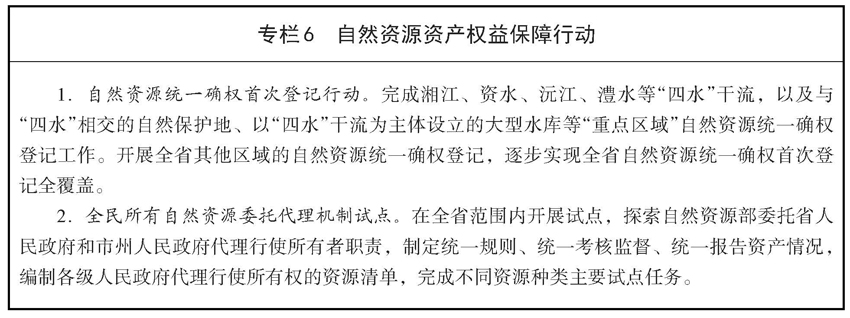 专栏6 自然资源资产权益保障行动
1. 自然资源统一确权首次登记行动。完成湘江、资水、沅江、澧水等“四水”干流，以及与
“四水”相交的自然保护地、以“四水”干流为主体设立的大型水库等“重点区域”自然资源统一确权
登记工作。开展全省其他区域的自然资源统一确权登记，逐步实现全省自然资源统一确权首次登
记全覆盖。
2. 全民所有自然资源委托代理机制试点。在全省范围内开展试点，探索自然资源部委托省人
民政府和市州人民政府代理行使所有者职责，制定统一规则、统一考核监督、统一报告资产情况，
编制各级人民政府代理行使所有权的资源清单，完成不同资源种类主要试点任务。